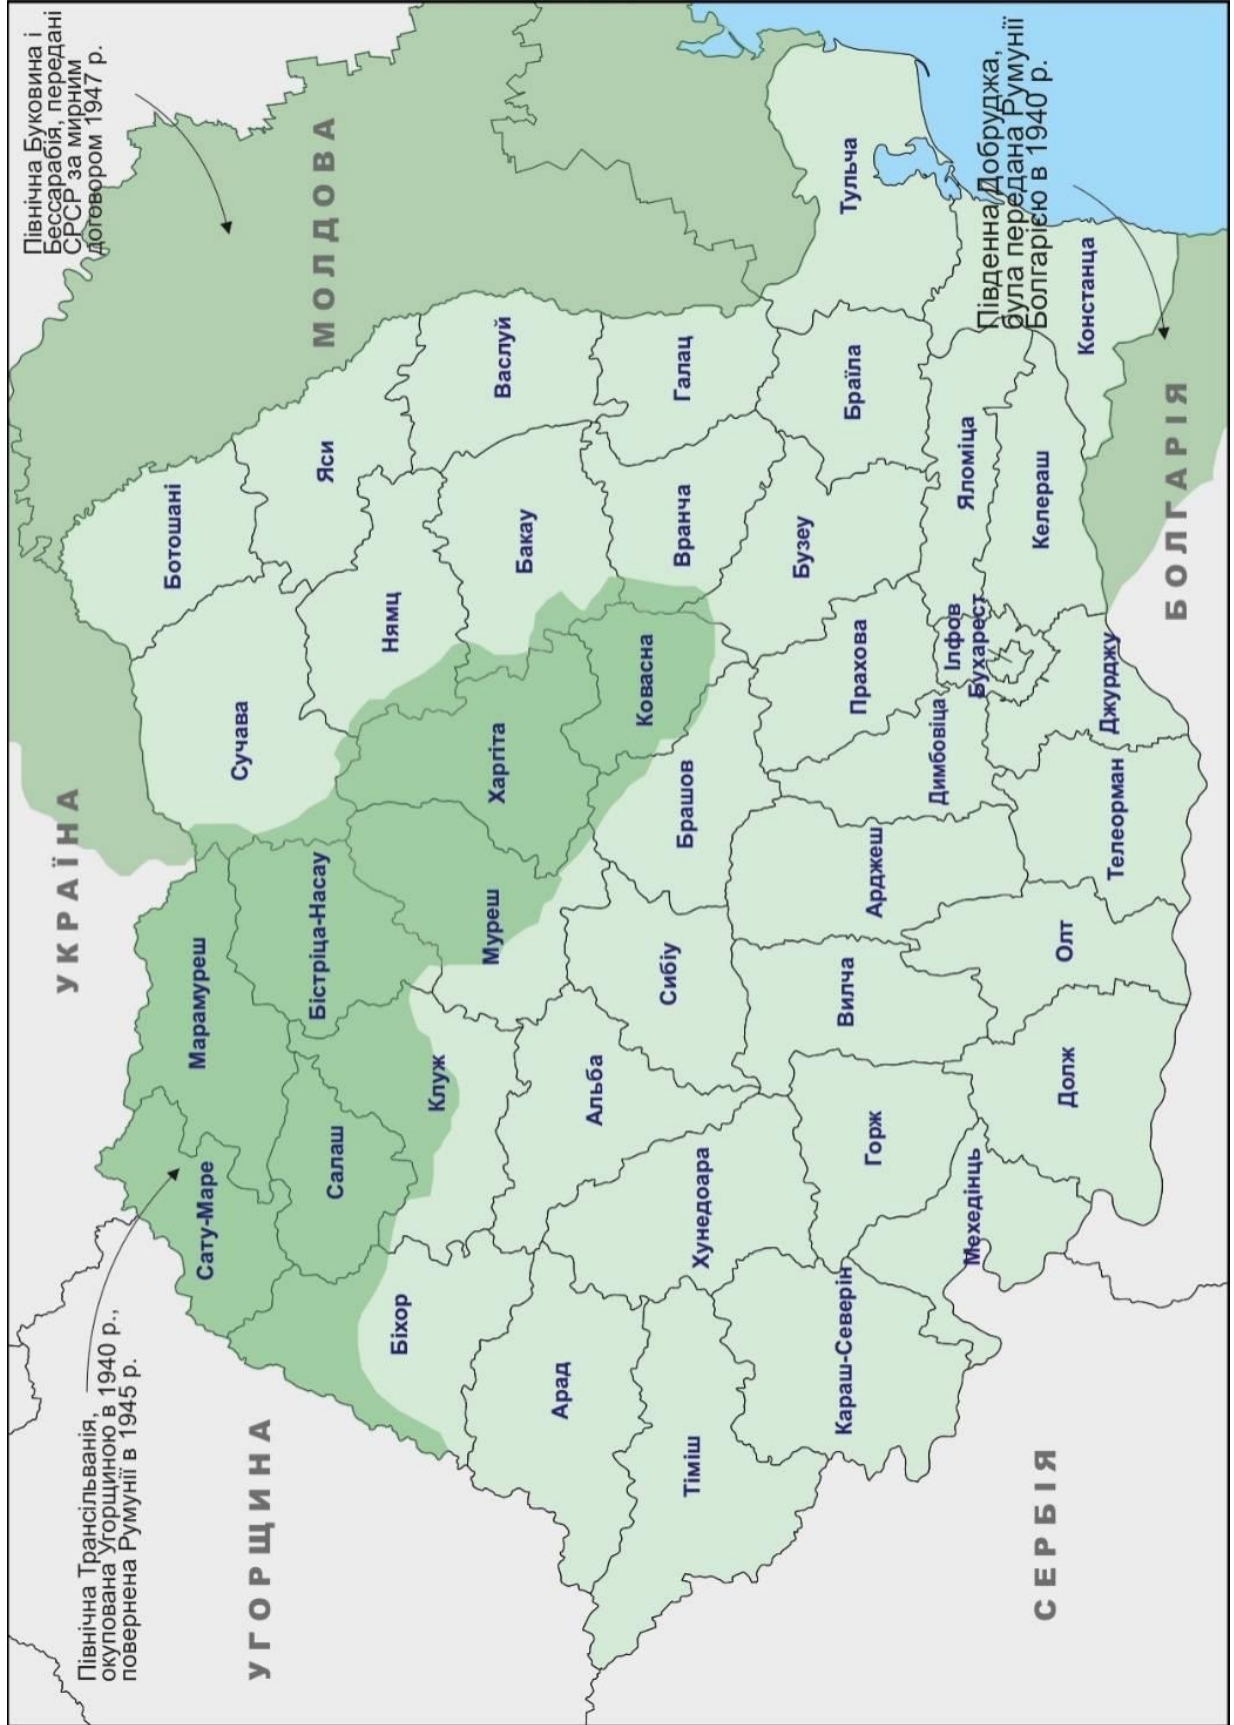 Північна Буковина і
Бессарабія, передані
СРСР за мирним
договором 1947 р.
Північна Трансільванія,
окупована Угорщиною в 1940 р.,
повернена Румунії в 1945 р.
УКРАЇНА
УГОРЩИНА
МОЛДОВА
Ботошані
Марамуреш
Сату-Маре
Сучава
Яси
Бістріца-Насау
Салаш
Нямц
Біхор
Клуж
Муреш
Харгіта
Васлуй
Бакау
Арад
Альба
Ковасна
Сибіу
Брашов
Вранча
Галац
Тіміш
Хунедоара
Караш-Северін
Вилча
Прахова
Бузеу
Браїла
Тульча
Горж
Арджеш
Димбовіца
Ілфов
Бухарест
Яломіца
Мехедінць
Південна Добруджа,
була передана Румунії
Болгарією в 1940 р.
Долж
Олт
Келераш
Констанца
Телеорман
Джурджу
СЕРБІЯ
БОЛГАРІЯ